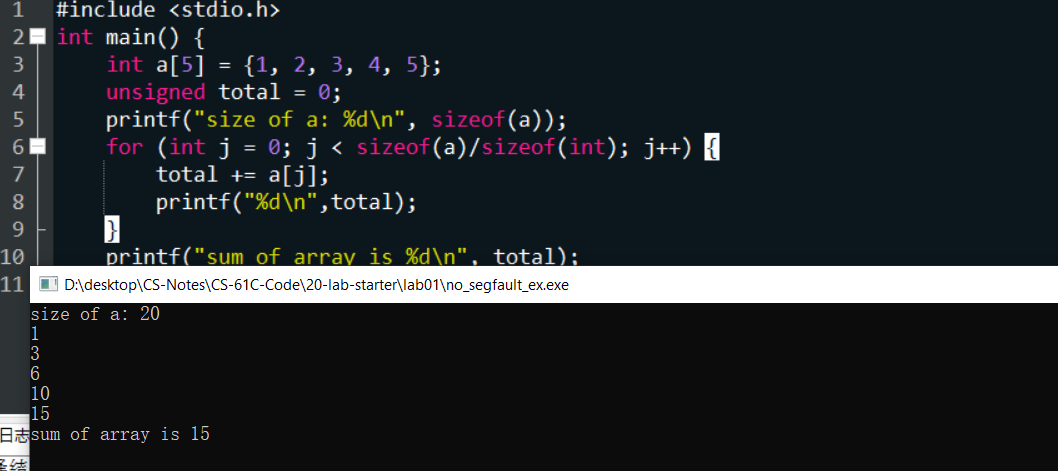 1 #include <stdio.h>
2 int main() {
3 int a[5] = {1, 2, 3, 4, 5};
4 unsigned total = 0;
5 printf("size of a: %d\n", sizeof(a));
6 for (int j = 0; j < sizeof(a)/sizeof(int); j++) {
7 total += a[j];
8 printf("%d\n",total);
9 }
10 printf("sum of array is %d\n", total);
11
D:\desktop\CS-Notes\CS-61C-Code\20-lab-starter\lab01\no_segfault_ex.exe
size of a: 20
1
3
6
10
15
日志
sum of array is 15